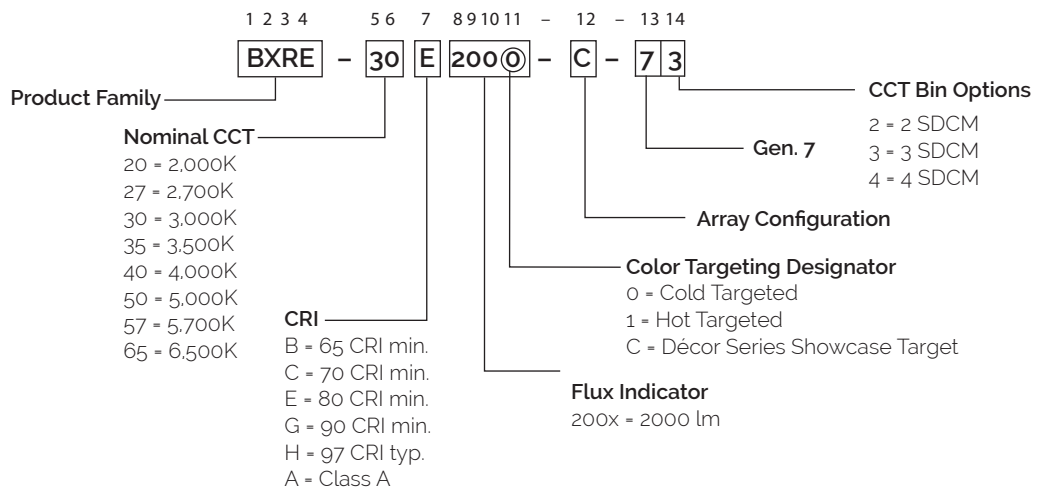 1 2 3 4 5 6 7 8 9 10 11 – 12 – 13 14
BXRE – 30 E 200 0 – C – 7 3
Product Family
Nominal CCT
20 = 2,000K
27 = 2,700K
30 = 3,000K
35 = 3,500K
40 = 4,000K
50 = 5,000K
57 = 5,700K
65 = 6,500K
CRI
B = 65 CRI min.
C = 70 CRI min.
E = 80 CRI min.
G = 90 CRI min.
H = 97 CRI typ.
A = Class A
Flux Indicator
200x = 2000 lm
Color Targeting Designator
0 = Cold Targeted
1 = Hot Targeted
C = Décor Series Showcase Target
Array Configuration
Gen. 7
CCT Bin Options
2 = 2 SDCM
3 = 3 SDCM
4 = 4 SDCM